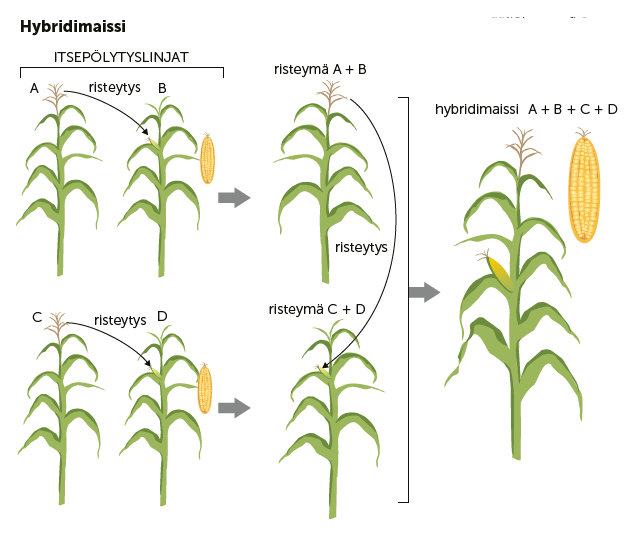 Hybridimaissi
ITSEPÖLYTYSLINJAT
A
risteytys
B
risteymä A + B
risteytys
hybridimaissi A + B + C + D
C
risteytys
D
risteymä C + D